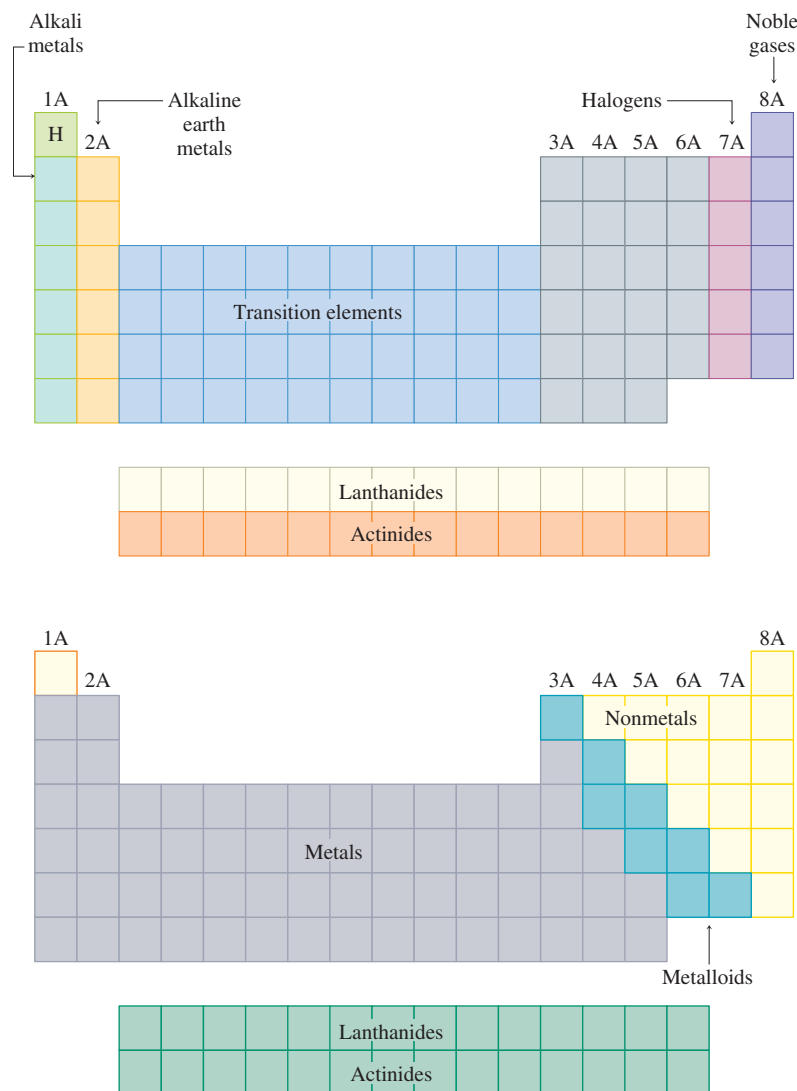 Alkali
metals
Noble
gases
1A
Alkaline
earth
metals
Halogens
8A
H
2A
3A 4A 5A 6A 7A
Transition elements
Lanthanides
Actinides
1A
8A
2A
3A 4A 5A 6A 7A
Nonmetals
Metals
Metalloids
Lanthanides
Actinides